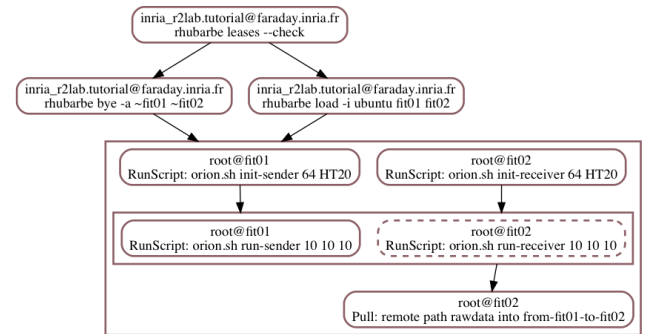 inria_r2lab.tutorial@faraday.inria.fr
rhubarbe leases --check
inria_r2lab.tutorial@faraday.inria.fr
rhubarbe bye -a ~fit01 ~fit02
inria_r2lab.tutorial@faraday.inria.fr
rhubarbe load -i ubuntu fit01 fit02
root@fit01
RunScript: orion.sh init-sender 64 HT20
root@fit02
RunScript: orion.sh init-receiver 64 HT20
root@fit01
RunScript: orion.sh run-sender 10 10 10
root@fit02
RunScript: orion.sh run-receiver 10 10 10
root@fit02
Pull: remote path rawdata into from-fit01-to-fit02